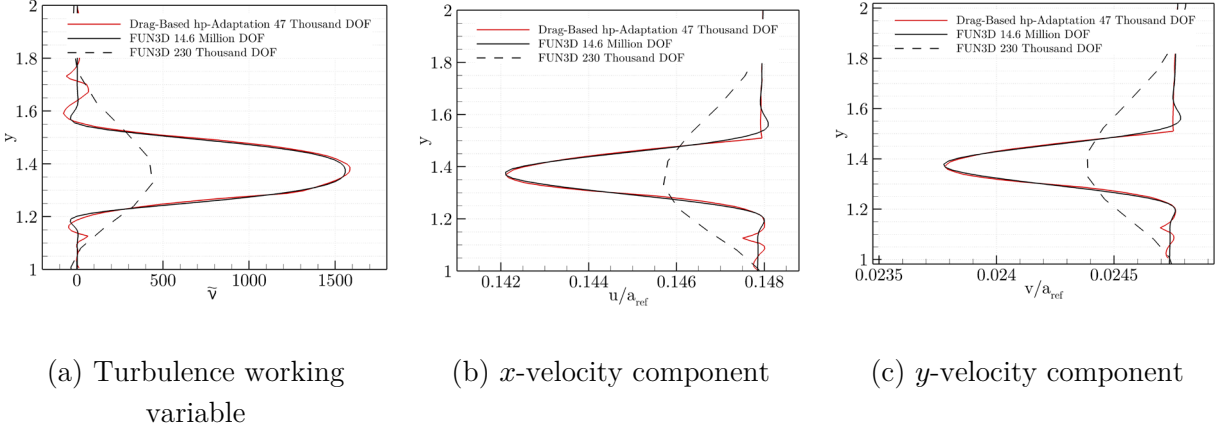 Drag-Based hp-Adaptation 47 Thousand DOF
FUN3D 14.6 Million DOF
FUN3D 230 Thousand DOF
2
1.8
1.6
1.4
1.2
1
y
0
500
1000
1500
ṽ
Drag-Based hp-Adaptation 47 Thousand DOF
FUN3D 14.6 Million DOF
FUN3D 230 Thousand DOF
2
1.8
1.6
1.4
1.2
1
y
0.142
0.144
0.146
0.148
u/a_ref
Drag-Based hp-Adaptation 47 Thousand DOF
FUN3D 14.6 Million DOF
FUN3D 230 Thousand DOF
2
1.8
1.6
1.4
1.2
1
y
0.0235
0.024
0.0245
v/a_ref
(a) Turbulence working
variable
(b) x-velocity component
(c) y-velocity component